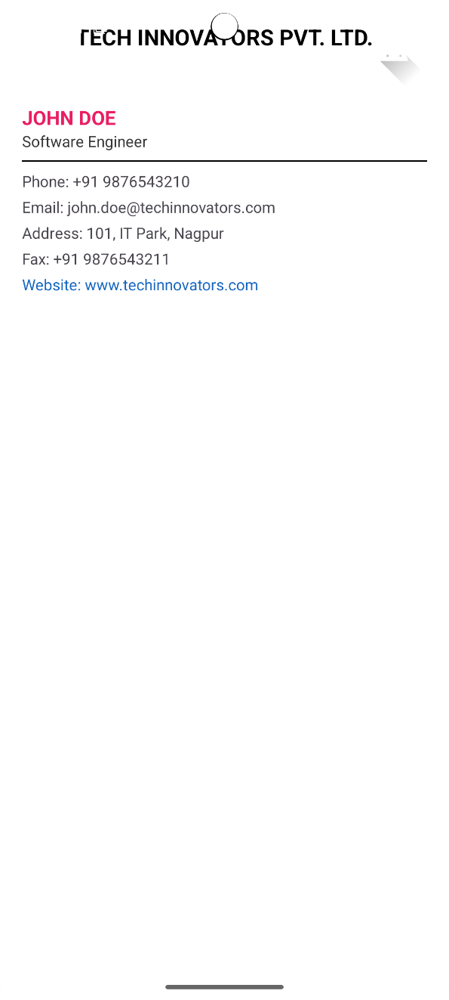 TECH INNOVATORS PVT. LTD.
JOHN DOE
Software Engineer
Phone: +91 9876543210
Email: john.doe@techinnovators.com
Address: 101, IT Park, Nagpur
Fax: +91 9876543211
Website: www.techinnovators.com